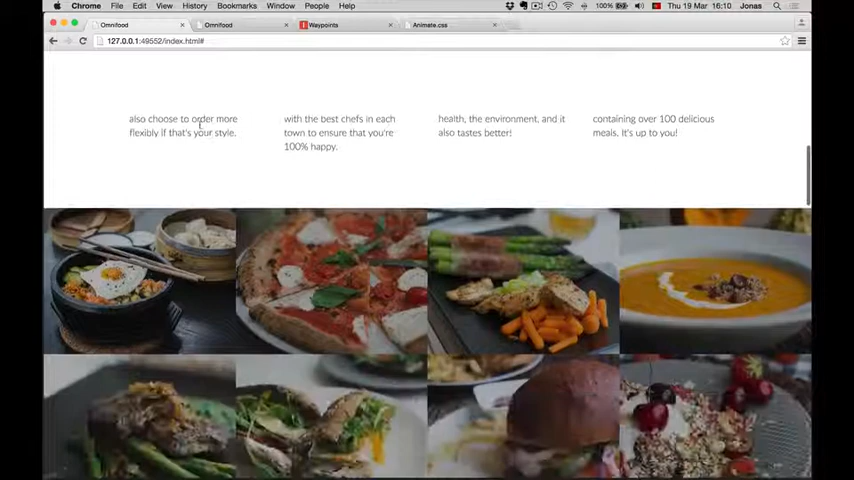 Chrome File Edit View History Bookmarks Window People Help
100% Thu 19 Mar 16:10 Jonas
Omnifood
Omnifood
Waypoints
Animate.css
127.0.0.1:49552/index.html#
also choose to order more
flexibly if that's your style.
with the best chefs in each
town to ensure that you're
100% happy.
health, the environment, and it
also tastes better!
containing over 100 delicious
meals. It's up to you!